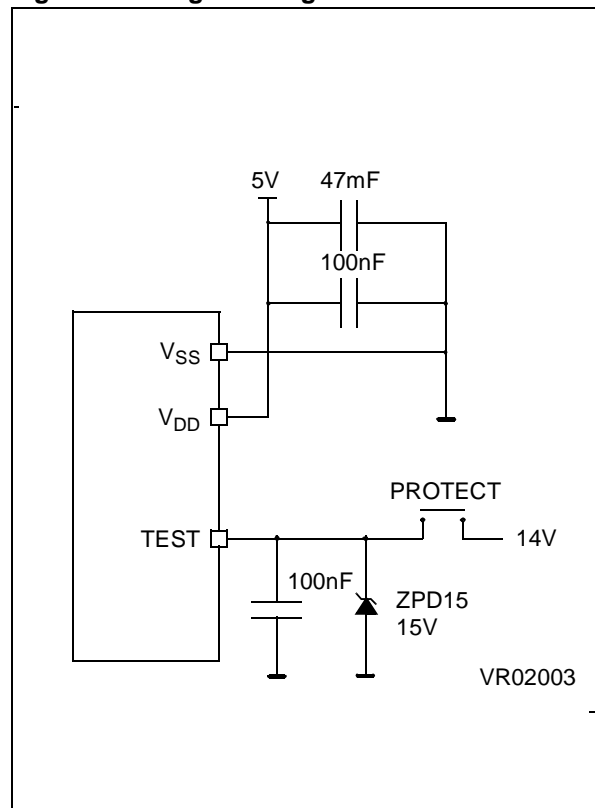 5V 47mF
100nF
VSS
VDD
PROTECT
TEST
14V
100nF
ZPD15
15V
VR02003